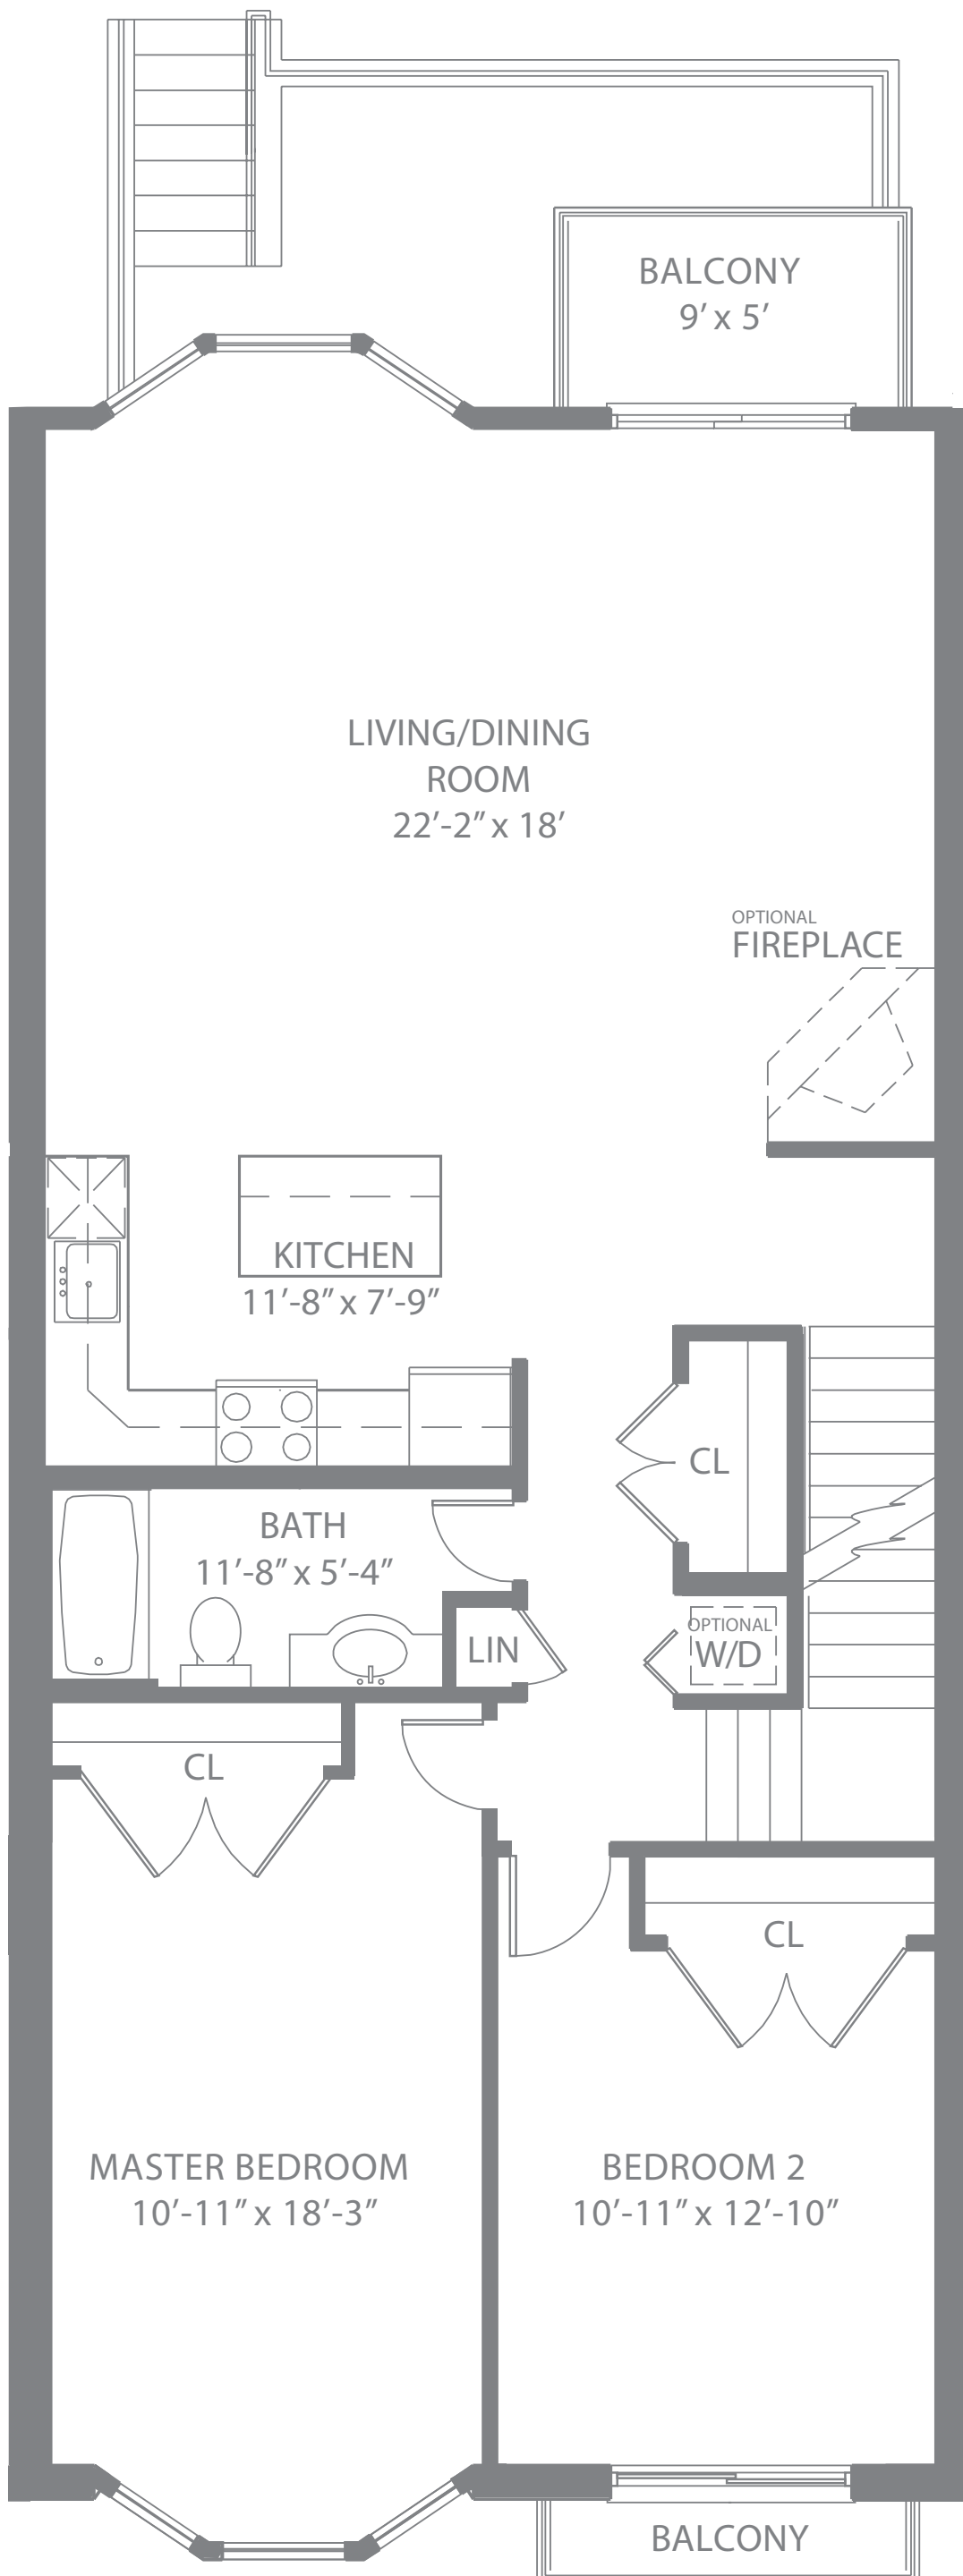 BALCONY
9’ x 5’
LIVING/DINING
ROOM
22’-2” x 18’
OPTIONAL
FIREPLACE
KITCHEN
11’-8” x 7’-9”
CL
BATH
11’-8” x 5’-4”
LIN
OPTIONAL
W/D
CL
CL
MASTER BEDROOM
10’-11” x 18’-3”
BEDROOM 2
10’-11” x 12’-10”
BALCONY